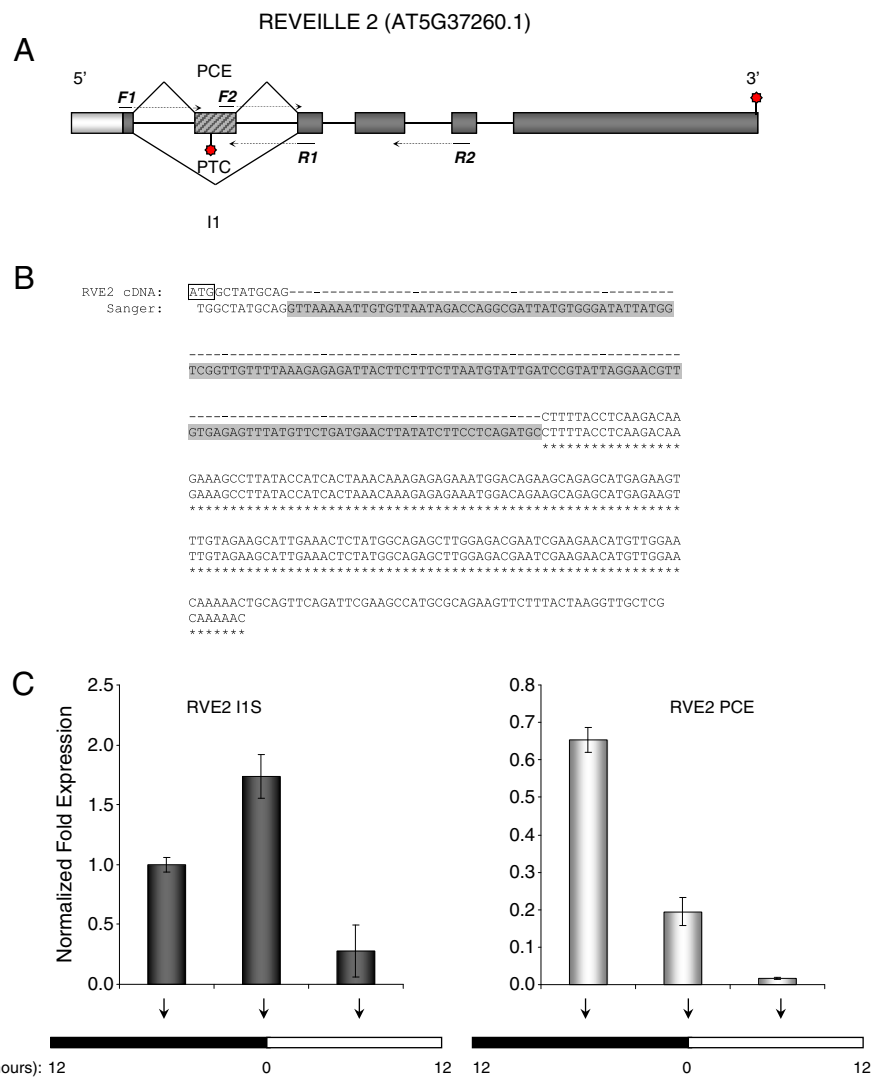 REVEILLE 2 (AT5G37260.1)
A
5’ PCE 3’
F1 F2
R1 R2
PTC
I1
B
RVE2 cDNA: ATGGCTATGCAG----------------------------------------
Sanger: TGGCTATGCAGGTTAAAAATTGTGTTAATAGACCAGGCGATTATGTGGGATATTATGG
------------------------------------------------------------
TCGGTTGTTTTAAAGAGAGATTACTTCTTTCTTAATGTATTGATCCGTATTAGGAACGTT
-------------------------------------------CTTTTACCTCAAGACAA
GTGAGAGTTTATGTTCTGATGAACTTATATCTTCCTCAGATGCCTTTTACCTCAAGACAA
*****************
GAAAGCCTTATACCATCACTAAACAAAGAGAGAAATGGACAGAAGCAGAGCATGAGAAGT
GAAAGCCTTATACCATCACTAAACAAAGAGAGAAATGGACAGAAGCAGAGCATGAGAAGT
************************************************************
TTGTAGAAGCATTGAAACTCTATGGCAGAGCTTGGAGACGAATCGAAGAACATGTTGGAA
TTGTAGAAGCATTGAAACTCTATGGCAGAGCTTGGAGACGAATCGAAGAACATGTTGGAA
************************************************************
CAAAAACTGCAGTTCAGATTCGAAGCCATGCGCAGAAGTTCTTTACTAAGGTTGCTCG
CAAAAAC
*******
C
RVE2 I1S
Normalized Fold Expression
2.5
2.0
1.5
1.0
0.5
0.0
RVE2 PCE
0.8
0.7
0.6
0.5
0.4
0.3
0.2
0.1
0.0
ours): 12 0 12
12 0 12